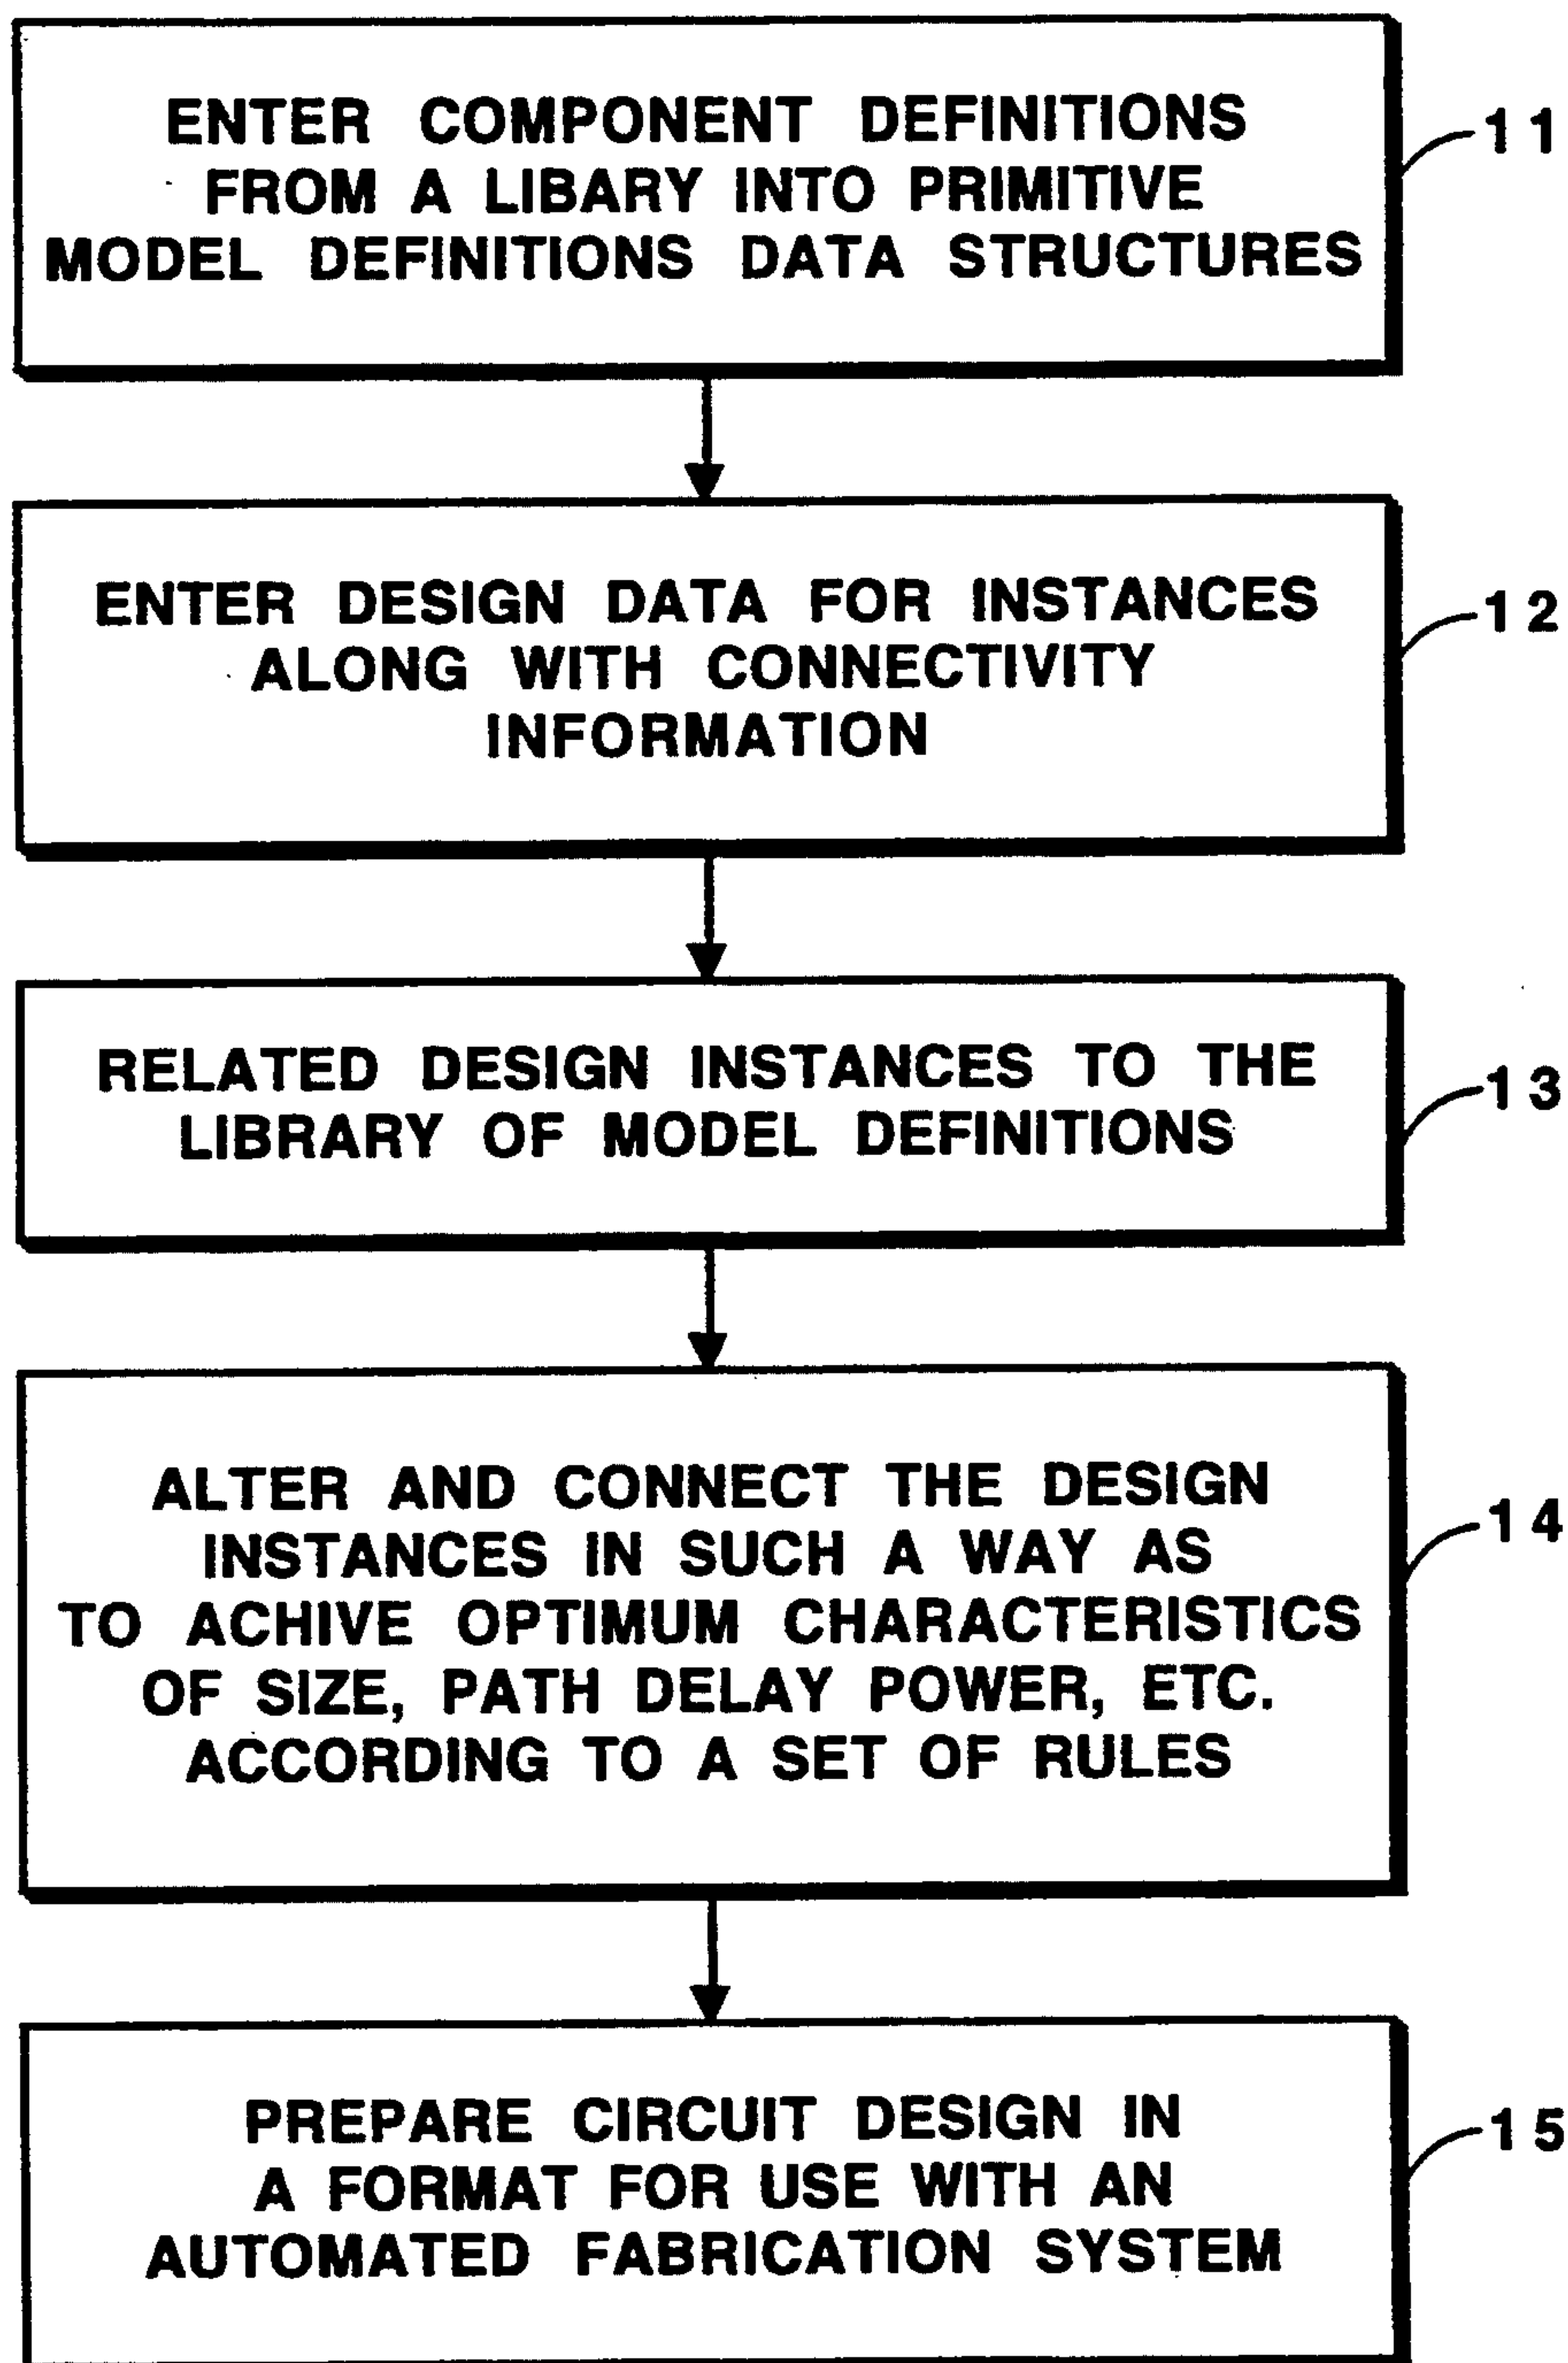 ENTER COMPONENT DEFINITIONS
FROM A LIBARY INTO PRIMITIVE
MODEL DEFINITIONS DATA STRUCTURES
11
ENTER DESIGN DATA FOR INSTANCES
ALONG WITH CONNECTIVITY
INFORMATION
12
RELATED DESIGN INSTANCES TO THE
LIBRARY OF MODEL DEFINITIONS
13
ALTER AND CONNECT THE DESIGN
INSTANCES IN SUCH A WAY AS
TO ACHIVE OPTIMUM CHARACTERISTICS
OF SIZE, PATH DELAY POWER, ETC.
ACCORDING TO A SET OF RULES
14
PREPARE CIRCUIT DESIGN IN
A FORMAT FOR USE WITH AN
AUTOMATED FABRICATION SYSTEM
15